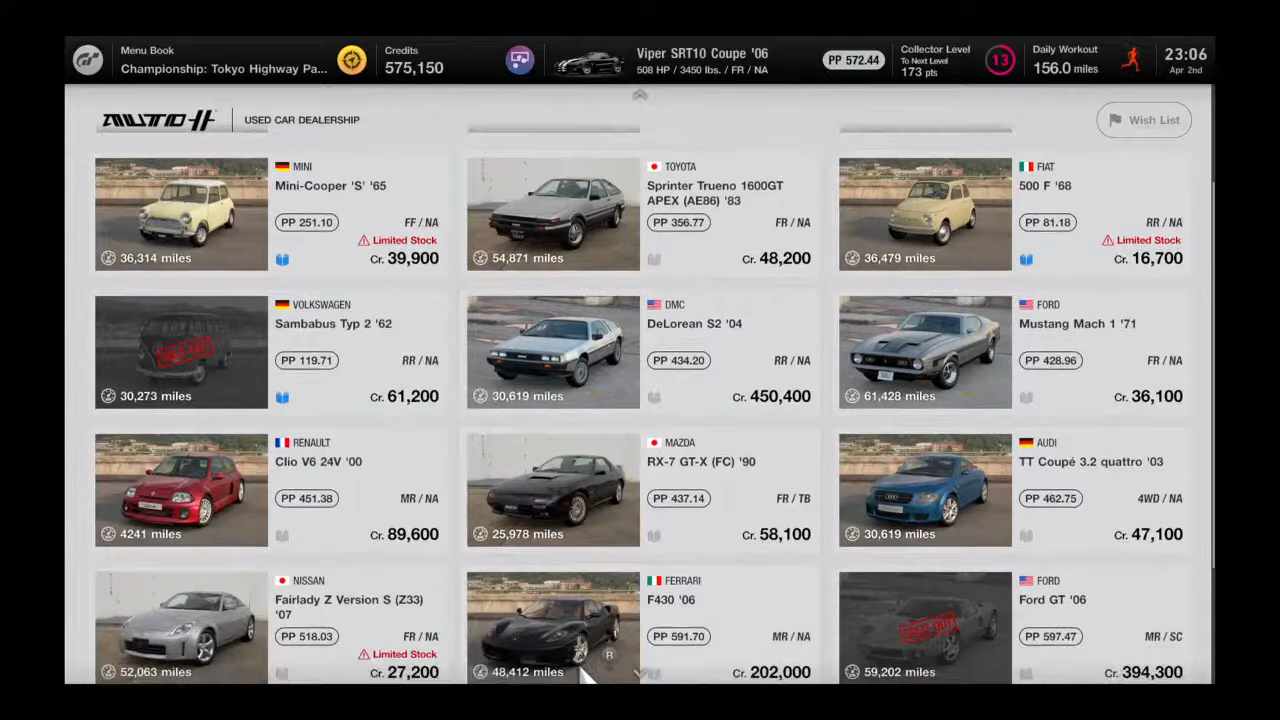 Menu Book
Championship: Tokyo Highway Pa...
Credits
575,150
Viper SRT10 Coupe '06
508 HP / 3450 lbs. / FR / NA
PP 572.44
Collector Level
To Next Level
173 pts
13
Daily Workout
156.0 miles
23:06
Apr 2nd
AUTO
USED CAR DEALERSHIP
Wish List
MINI
Mini-Cooper 'S' '65
PP 251.10
FF / NA
Limited Stock
36,314 miles
Cr. 39,900
TOYOTA
Sprinter Trueno 1600GT
APEX (AE86) '83
PP 356.77
FR / NA
54,871 miles
Cr. 48,200
FIAT
500 F '68
PP 81.18
RR / NA
Limited Stock
36,479 miles
Cr. 16,700
VOLKSWAGEN
Sambabus Typ 2 '62
SOLD OUT
PP 119.71
RR / NA
30,273 miles
Cr. 61,200
DMC
DeLorean S2 '04
PP 434.20
RR / NA
30,619 miles
Cr. 450,400
FORD
Mustang Mach 1 '71
PP 428.96
FR / NA
61,428 miles
Cr. 36,100
RENAULT
Clio V6 24V '00
PP 451.38
MR / NA
4241 miles
Cr. 89,600
MAZDA
RX-7 GT-X (FC) '90
PP 437.14
FR / TB
25,978 miles
Cr. 58,100
AUDI
TT Coupé 3.2 quattro '03
PP 462.75
4WD / NA
30,619 miles
Cr. 47,100
NISSAN
Fairlady Z Version S (Z33)
'07
PP 518.03
FR / NA
Limited Stock
52,063 miles
Cr. 27,200
FERRARI
F430 '06
PP 591.70
MR / NA
R
48,412 miles
Cr. 202,000
FORD
Ford GT '06
SOLD OUT
PP 597.47
MR / SC
59,202 miles
Cr. 394,300